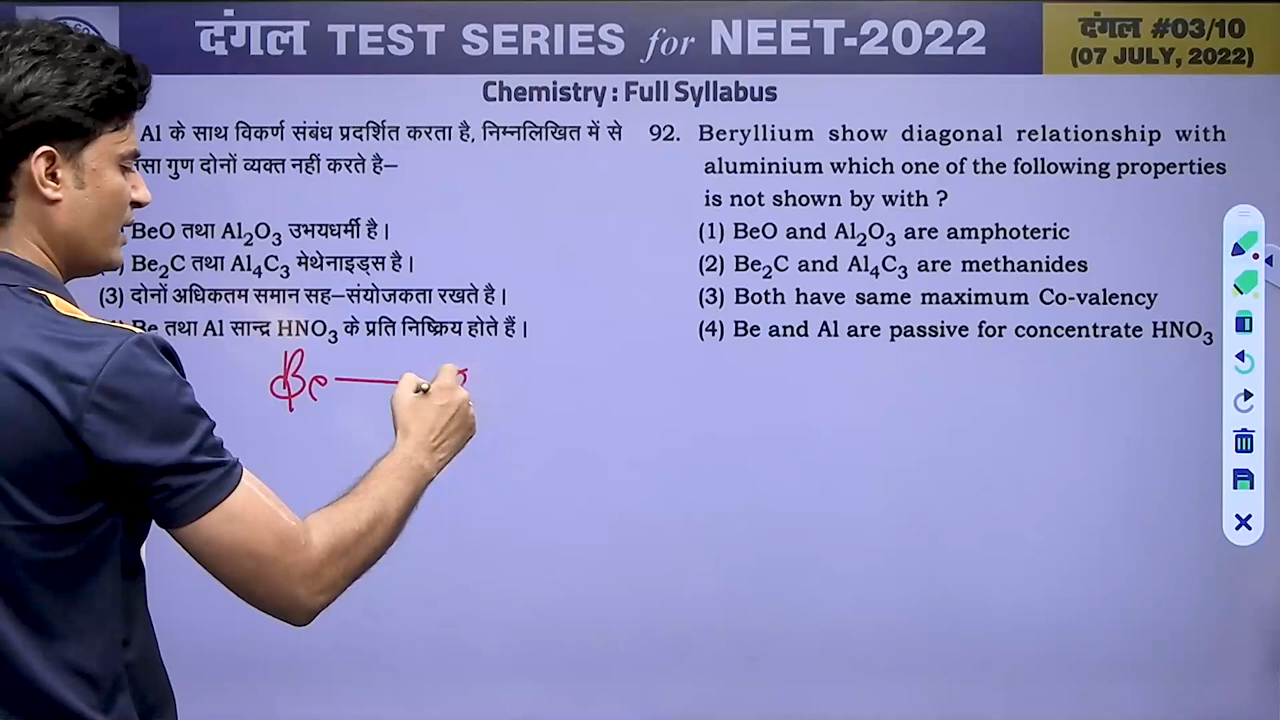 दंगल TEST SERIES for NEET-2022
दंगल #03/10
(07 JULY, 2022)
Chemistry : Full Syllabus
Al के साथ विकर्ण संबंध प्रदर्शित करता है, निम्नलिखित में से
गुण दोनों व्यक्त नहीं करते है–
BeO तथा Al₂O₃ उभयधर्मी है।
Be₂C तथा Al₄C₃ मेथेनाइड्स है।
(3) दोनों अधिकतम समान सह–संयोजकता रखते है।
Be तथा Al सान्द्र HNO₃ के प्रति निष्क्रिय होते हैं।
92. Beryllium show diagonal relationship with
aluminium which one of the following properties
is not shown by with ?
(1) BeO and Al₂O₃ are amphoteric
(2) Be₂C and Al₄C₃ are methanides
(3) Both have same maximum Co-valency
(4) Be and Al are passive for concentrate HNO₃
Be